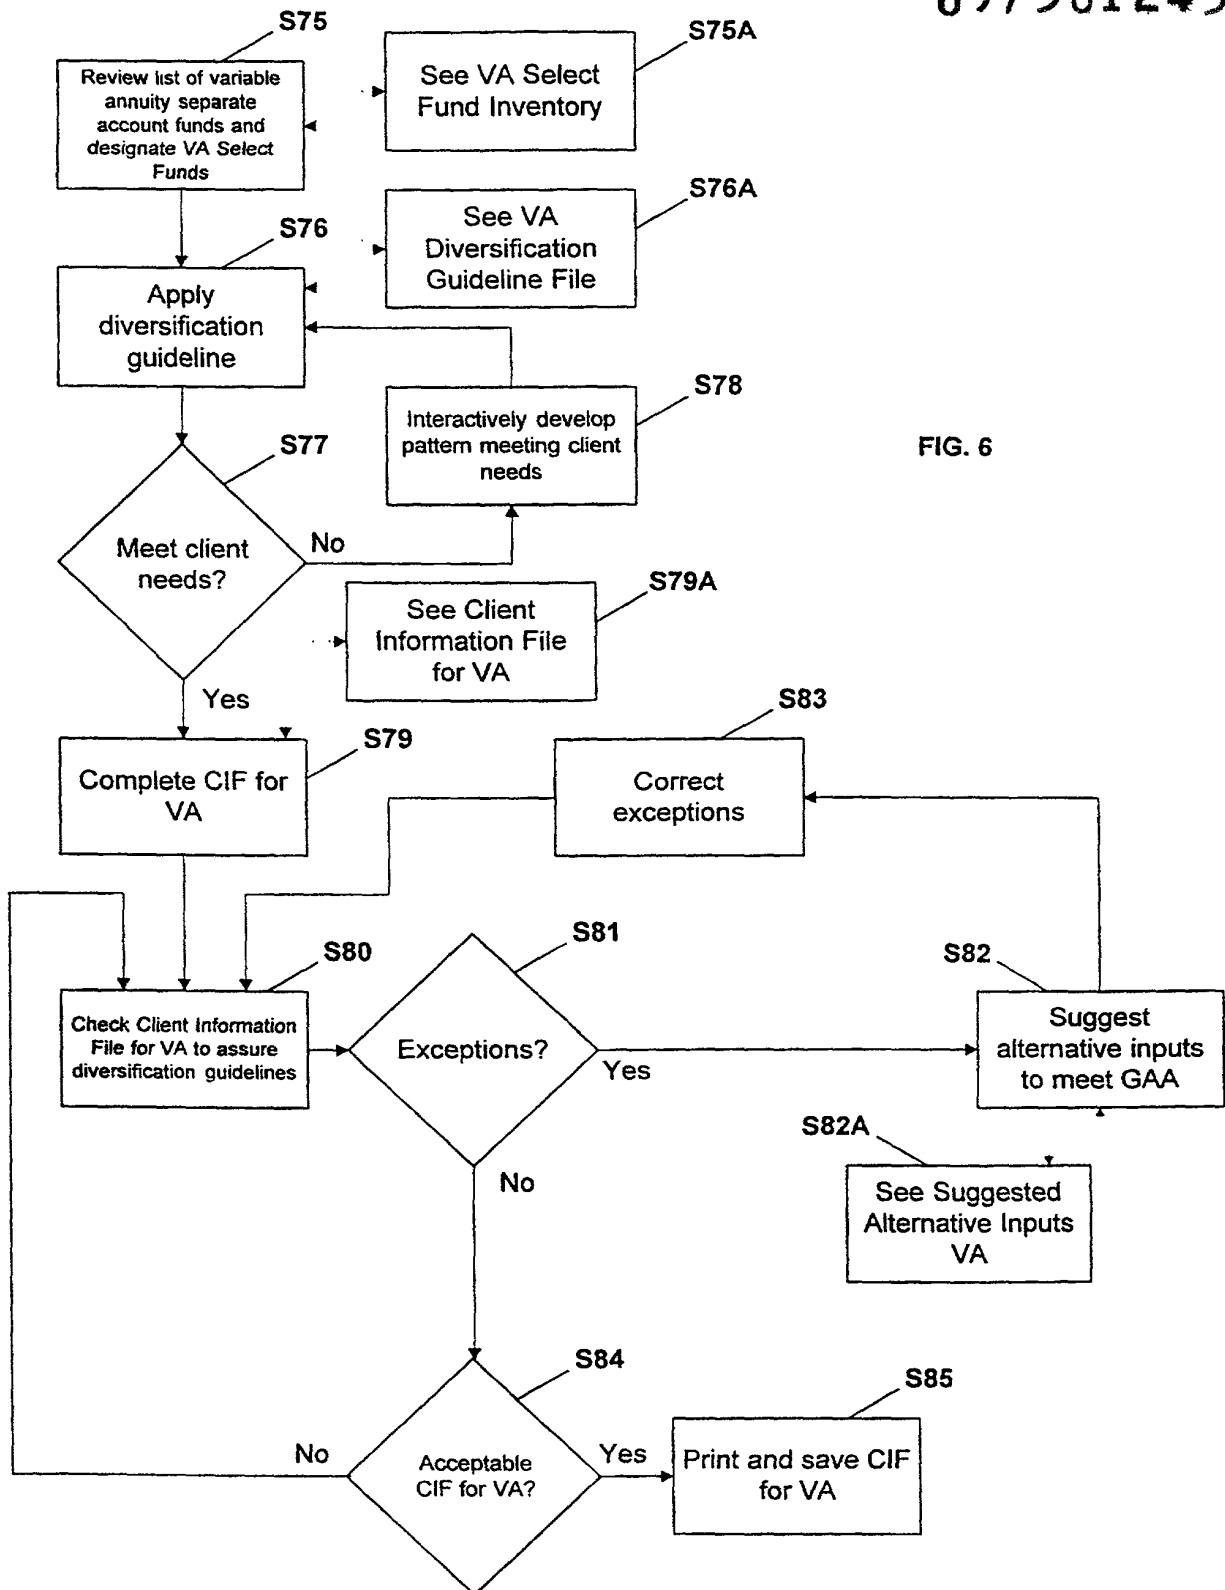 S75
Review list of variable
annuity separate
account funds and
designate VA Select
Funds
S75A
See VA Select
Fund Inventory
S76A
See VA
Diversification
Guideline File
S76
Apply
diversification
guideline
S78
Interactively develop
pattern meeting client
needs
FIG. 6
S77
Meet client
needs?
No
Yes
S79A
See Client
Information File
for VA
S79
Complete CIF for
VA
S83
Correct
exceptions
S80
Check Client Information
File for VA to assure
diversification guidelines
S81
Exceptions?
Yes
No
S82
Suggest
alternative inputs
to meet GAA
S82A
See Suggested
Alternative Inputs
VA
S84
Acceptable
CIF for VA?
No
Yes
S85
Print and save CIF
for VA